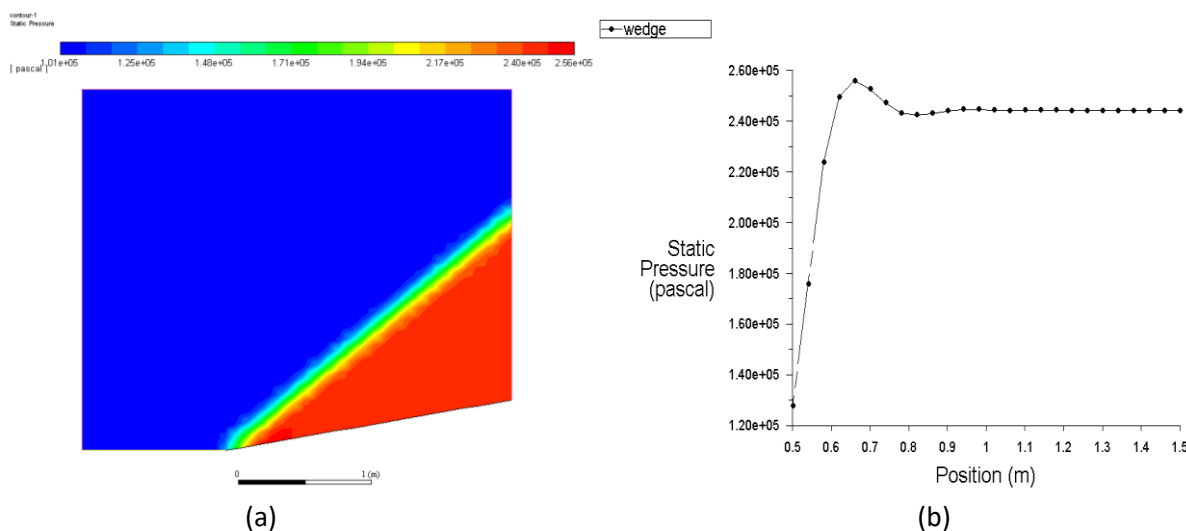 contour-1
Static Pressure
1.01e+05 1.25e+05 1.48e+05 1.71e+05 1.94e+05 2.17e+05 2.40e+05 2.56e+05
[ pascal ]
0 1 (m)
(a)
wedge
2.60e+05
2.40e+05
2.20e+05
2.00e+05
1.80e+05
1.60e+05
1.40e+05
1.20e+05
Static
Pressure
(pascal)
0.5 0.6 0.7 0.8 0.9 1 1.1 1.2 1.3 1.4 1.5
Position (m)
(b)